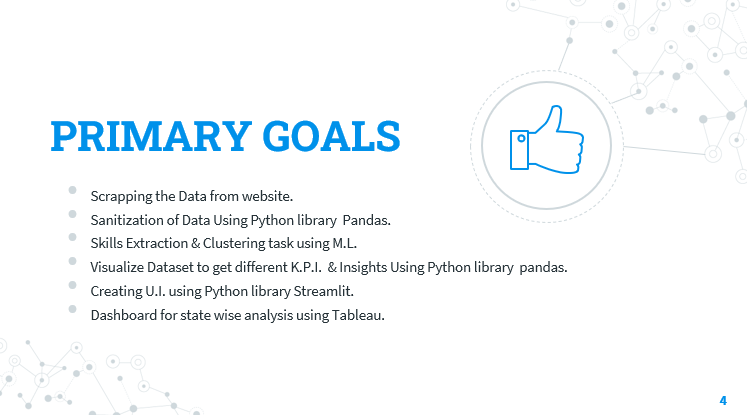 PRIMARY GOALS
Scrapping the Data from website.
Sanitization of Data Using Python library  Pandas.
Skills Extraction & Clustering task using M.L.
Visualize Dataset to get different K.P.I.  & Insights Using Python library  pandas.
Creating U.I. using Python library Streamlit.
Dashboard for state wise analysis using Tableau.
4